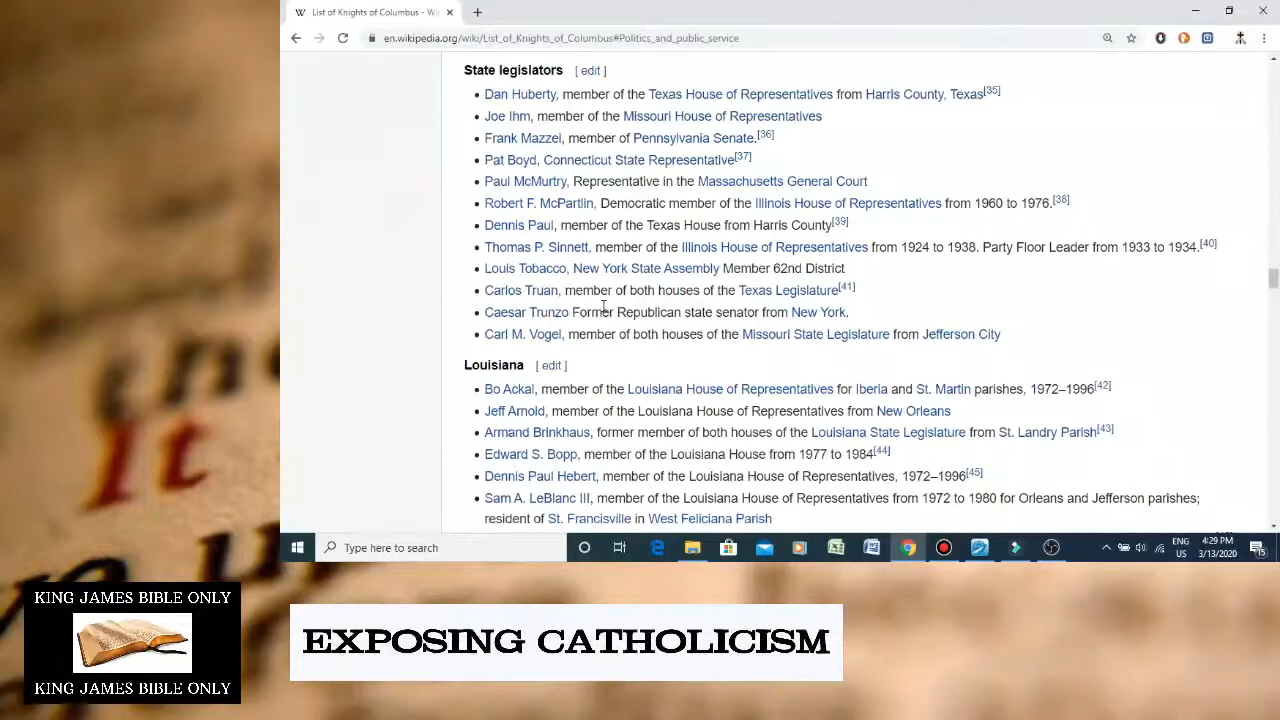 List of Knights of Columbus - Wi
en.wikipedia.org/wiki/List_of_Knights_of_Columbus#Politics_and_public_service
State legislators [ edit ]
Dan Huberty, member of the Texas House of Representatives from Harris County, Texas[35]
Joe Ihm, member of the Missouri House of Representatives
Frank Mazzei, member of Pennsylvania Senate.[36]
Pat Boyd, Connecticut State Representative[37]
Paul McMurtry, Representative in the Massachusetts General Court
Robert F. McPartlin, Democratic member of the Illinois House of Representatives from 1960 to 1976.[38]
Dennis Paul, member of the Texas House from Harris County[39]
Thomas P. Sinnett, member of the Illinois House of Representatives from 1924 to 1938. Party Floor Leader from 1933 to 1934.[40]
Louis Tobacco, New York State Assembly Member 62nd District
Carlos Truan, member of both houses of the Texas Legislature[41]
Caesar Trunzo Former Republican state senator from New York.
Carl M. Vogel, member of both houses of the Missouri State Legislature from Jefferson City
Louisiana [ edit ]
Bo Ackal, member of the Louisiana House of Representatives for Iberia and St. Martin parishes, 1972–1996[42]
Jeff Arnold, member of the Louisiana House of Representatives from New Orleans
Armand Brinkhaus, former member of both houses of the Louisiana State Legislature from St. Landry Parish[43]
Edward S. Bopp, member of the Louisiana House from 1977 to 1984[44]
Dennis Paul Hebert, member of the Louisiana House of Representatives, 1972–1996[45]
Sam A. LeBlanc III, member of the Louisiana House of Representatives from 1972 to 1980 for Orleans and Jefferson parishes;
resident of St. Francisville in West Feliciana Parish
Type here to search
ENG
US
4:29 PM
3/13/2020
15
the
It
KING JAMES BIBLE ONLY
KING JAMES BIBLE ONLY
EXPOSING CATHOLICISM